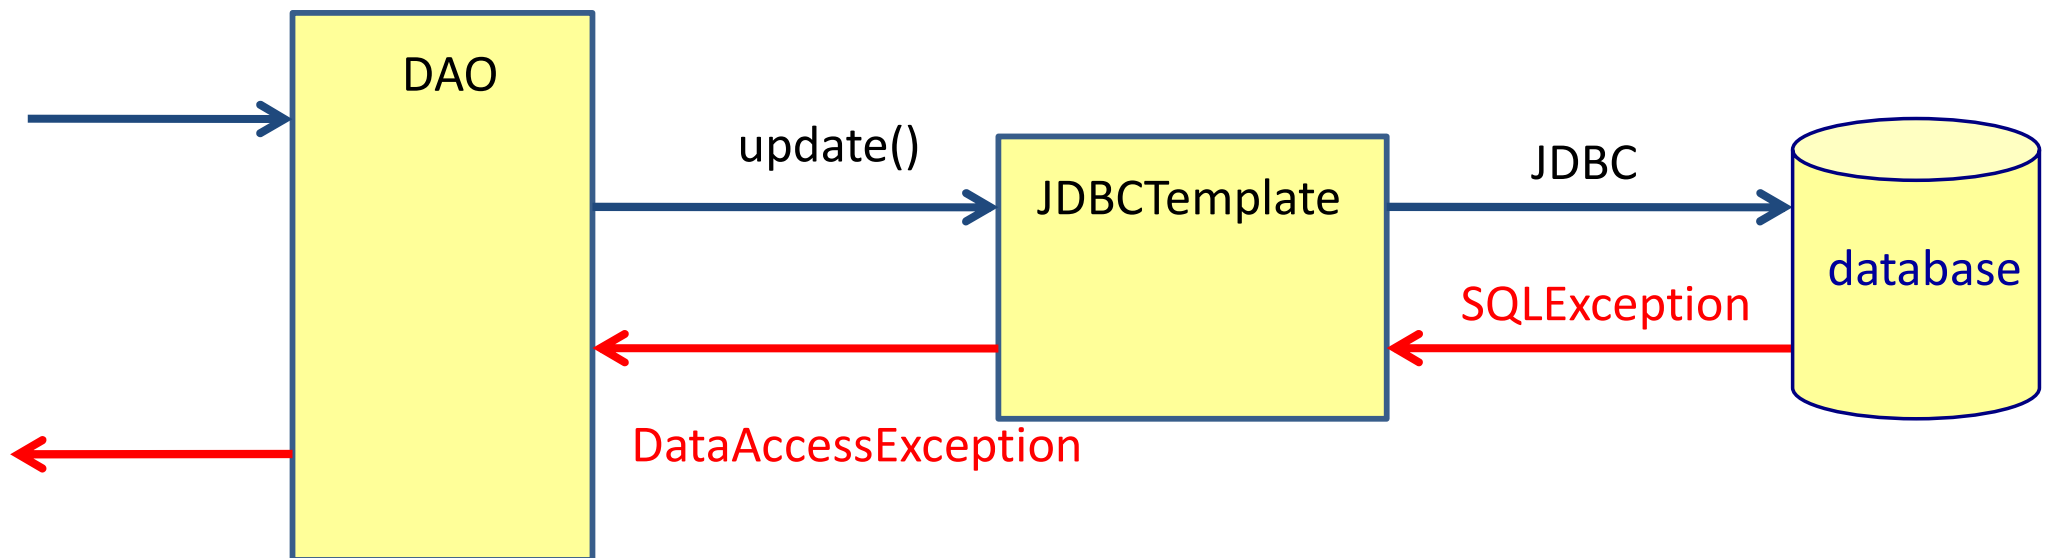 DAO
update()
JDBCTemplate
JDBC
database
SQLException
DataAccessException